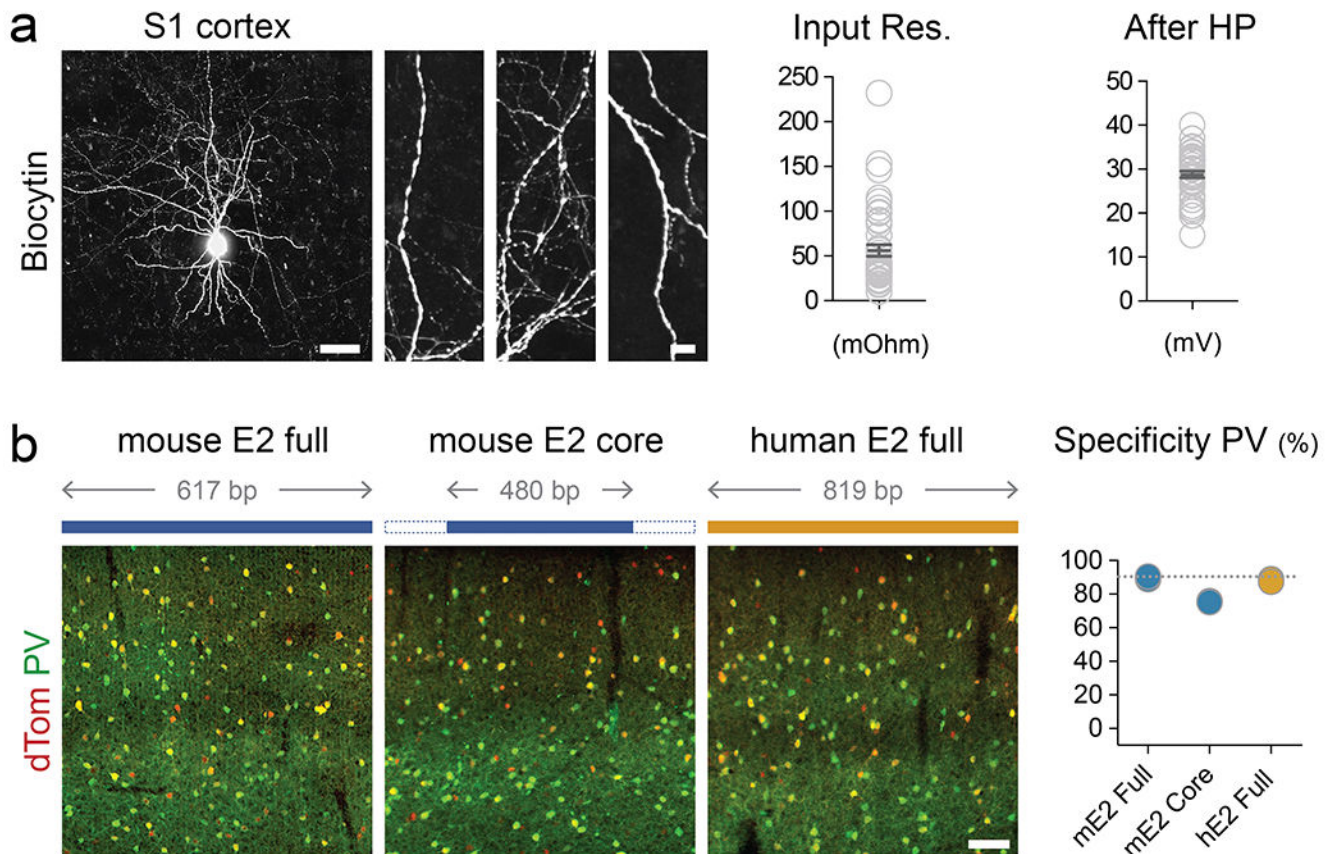 a
S1 cortex
Biocytin
Input Res.
250
200
150
100
50
0
(mOhm)
After HP
50
40
30
20
10
0
(mV)
b
mouse E2 full
617 bp
mouse E2 core
480 bp
human E2 full
819 bp
dTom PV
Specificity PV (%)
100
80
60
40
20
0
mE2 Full
mE2 Core
hE2 Full